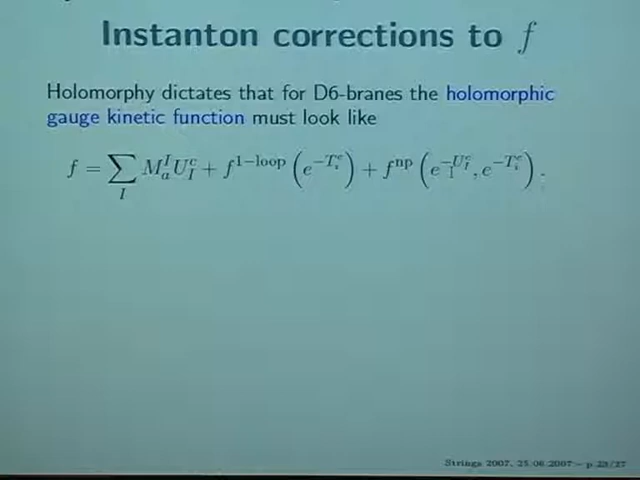 Instanton corrections to f
Holomorphy dictates that for D6-branes the holomorphic
gauge kinetic function must look like
f = ∑_I M_a^I U_I^c + f^{1-loop} (e^{-T_i^c}) + f^{np} (e^{-U_I^c}, e^{-T_i^c}) .
Strings 2007, 25.06.2007 – p.23/27